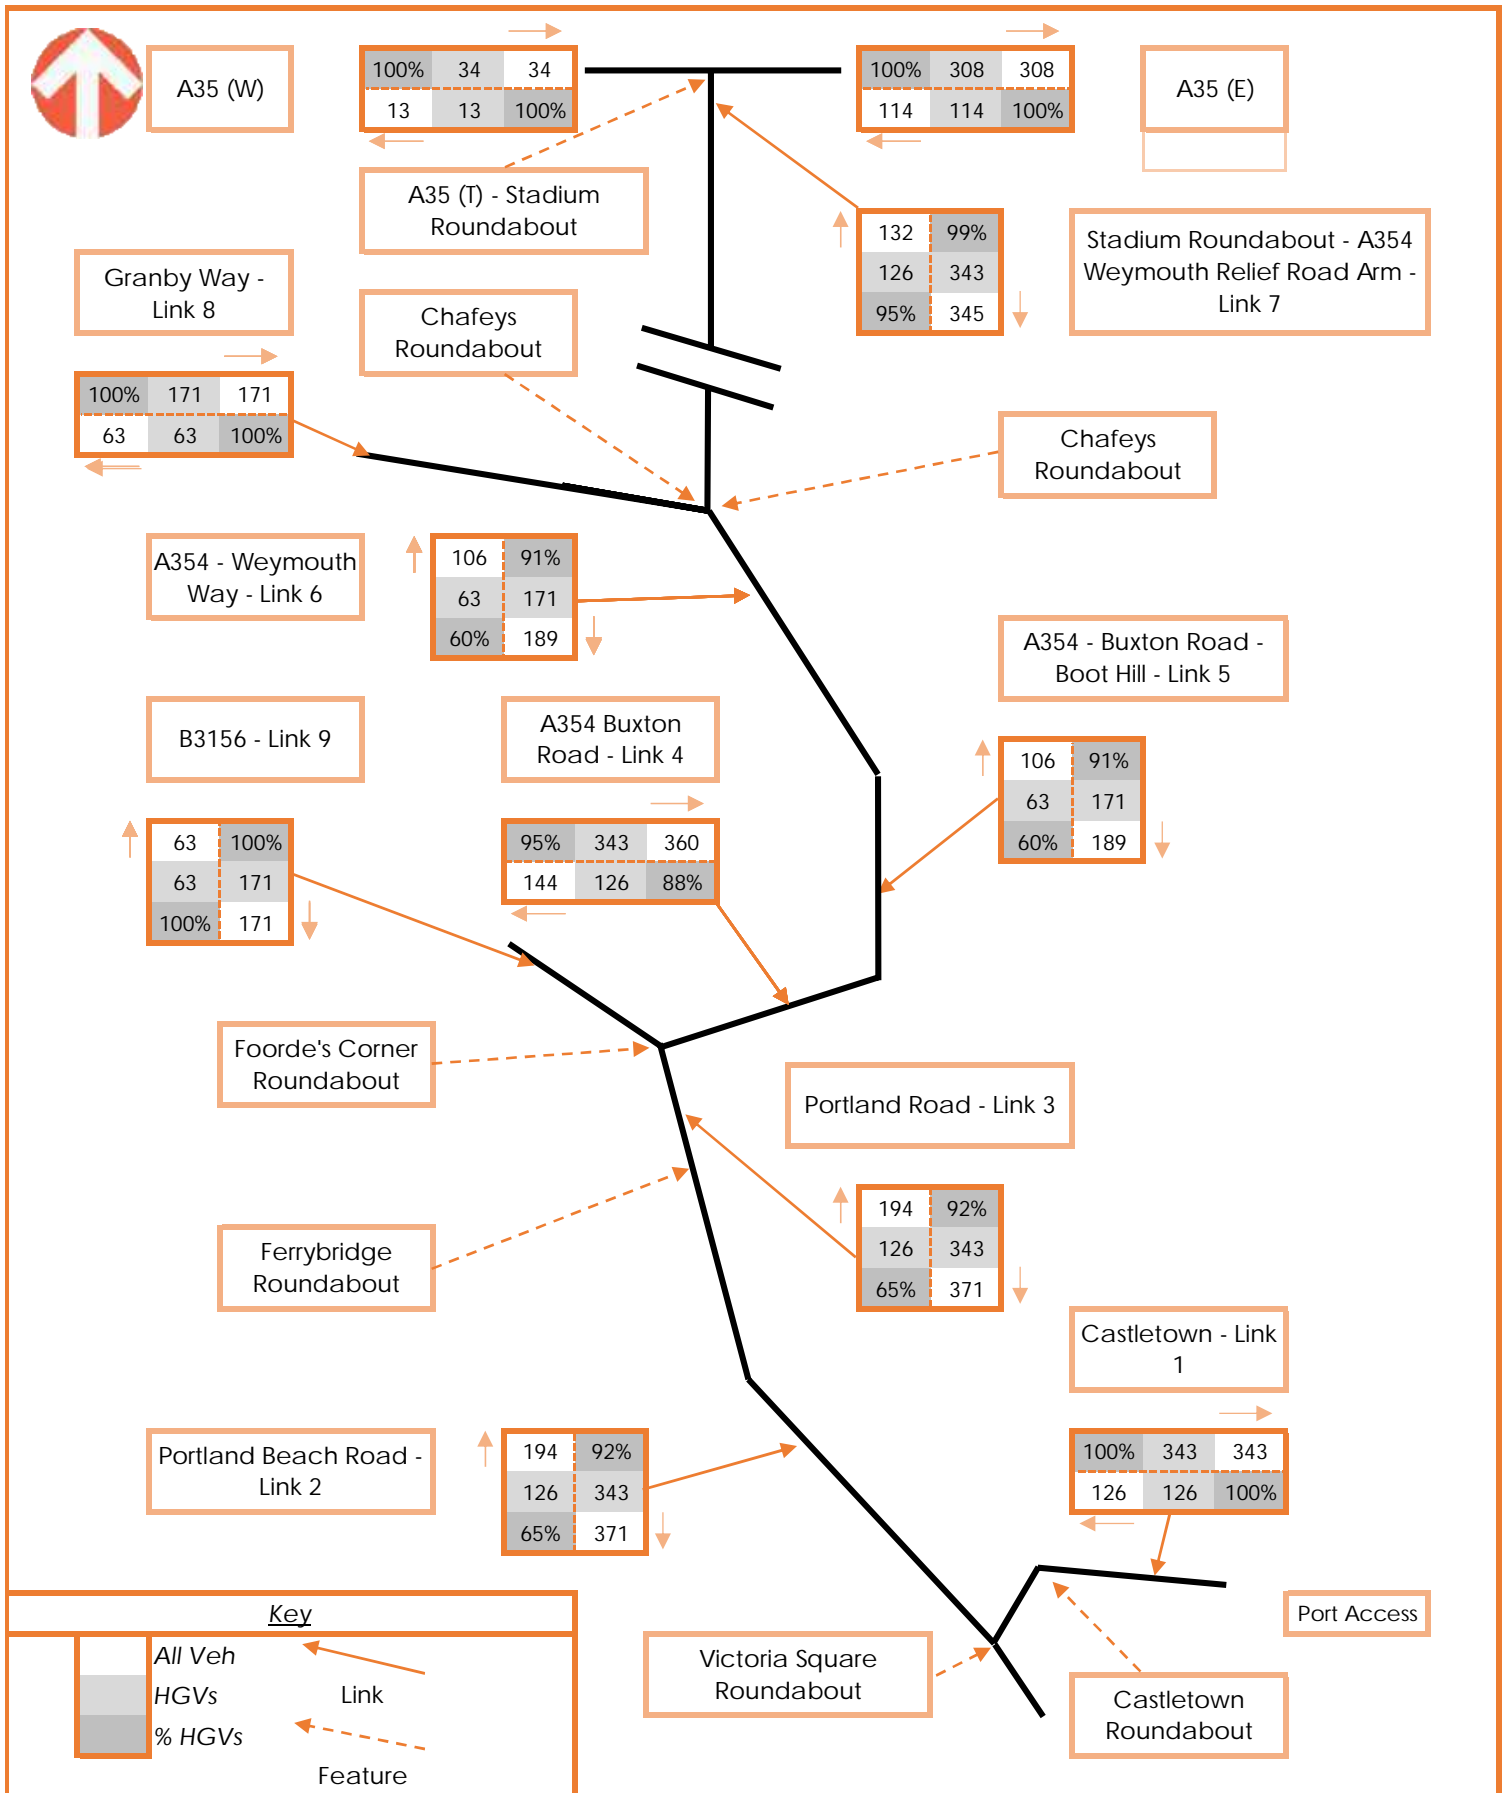 A35 (W)
100% 34 34
13 13 100%
100% 308 308
114 114 100%
A35 (E)
A35 (T) - Stadium
Roundabout
132 99%
126 343
95% 345
Stadium Roundabout - A354
Weymouth Relief Road Arm -
Link 7
Granby Way -
Link 8
Chafeys
Roundabout
100% 171 171
63 63 100%
Chafeys
Roundabout
A354 - Weymouth
Way - Link 6
106 91%
63 171
60% 189
A354 - Buxton Road -
Boot Hill - Link 5
B3156 - Link 9
A354 Buxton
Road - Link 4
106 91%
63 171
60% 189
63 100%
63 171
100% 171
95% 343 360
144 126 88%
Foorde's Corner
Roundabout
Portland Road - Link 3
194 92%
126 343
65% 371
Ferrybridge
Roundabout
Castletown - Link
1
Portland Beach Road -
Link 2
194 92%
126 343
65% 371
100% 343 343
126 126 100%
Port Access
Victoria Square
Roundabout
Castletown
Roundabout
Key
All Veh
HGVs
% HGVs
Link
Feature